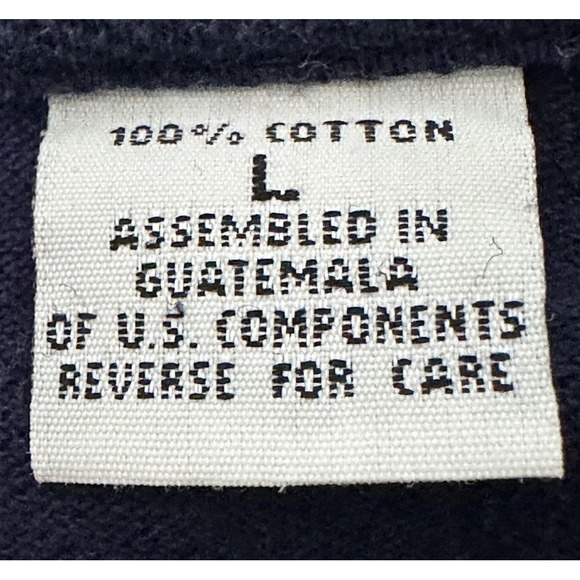 100% COTTON
L
ASSEMBLED IN
GUATEMALA
OF U.S. COMPONENTS
REVERSE FOR CARE